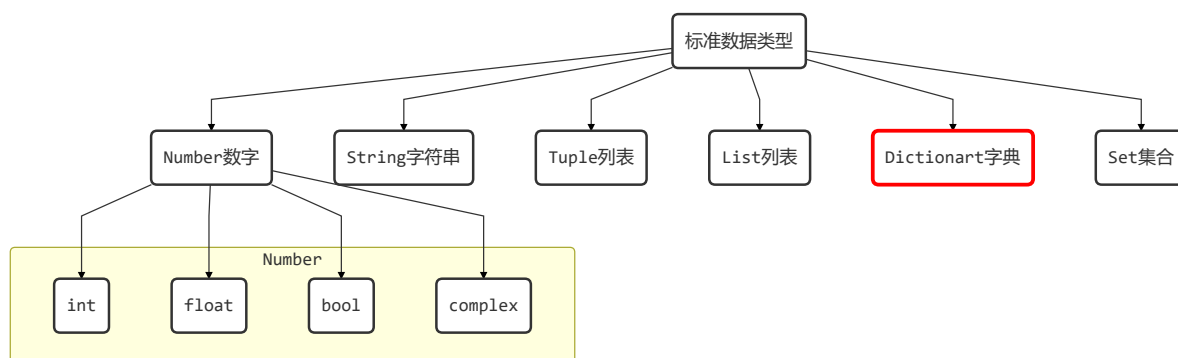 标准数据类型
Number数字
String字符串
Tuple列表
List列表
Dictionart字典
Set集合
Number
int
float
bool
complex